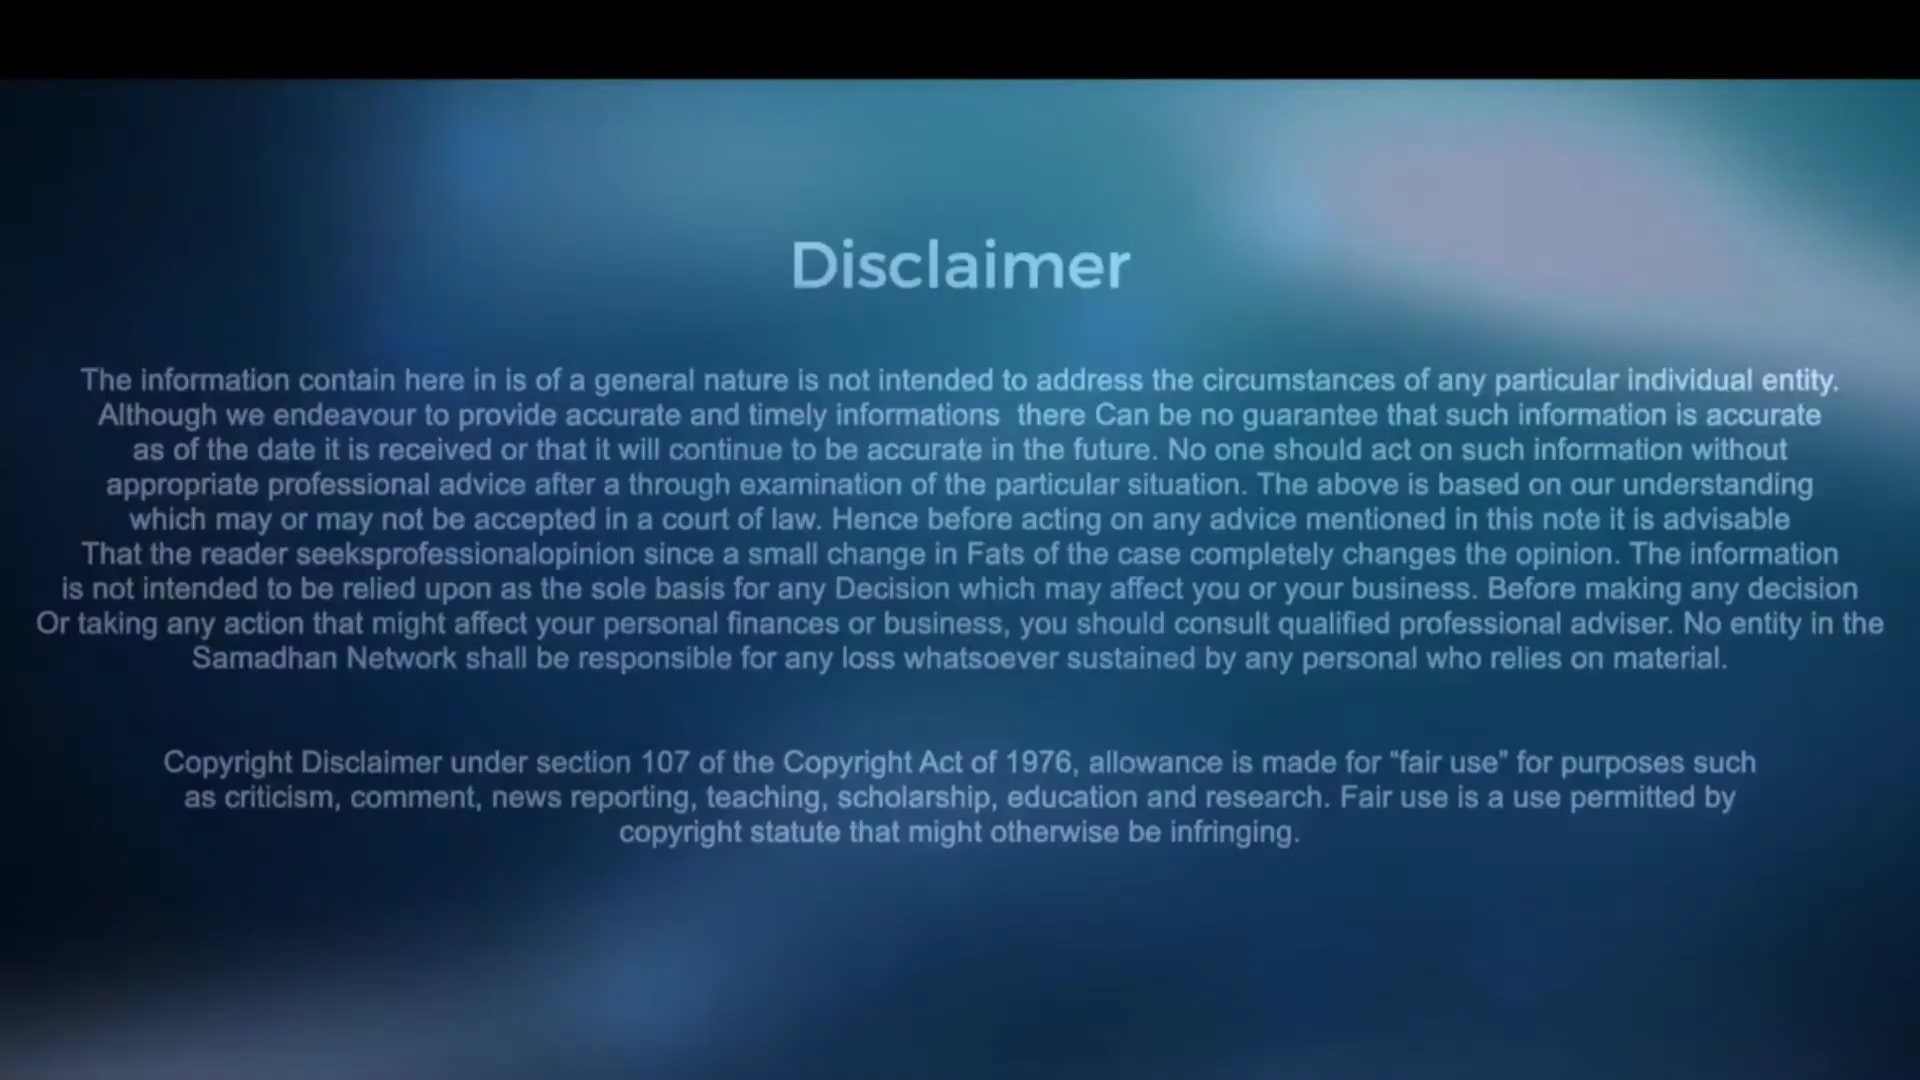 Disclaimer
The information contain here in is of a general nature is not intended to address the circumstances of any particular individual entity.
Although we endeavour to provide accurate and timely informations  there Can be no guarantee that such information is accurate
as of the date it is received or that it will continue to be accurate in the future. No one should act on such information without
appropriate professional advice after a through examination of the particular situation. The above is based on our understanding
which may or may not be accepted in a court of law. Hence before acting on any advice mentioned in this note it is advisable
That the reader seeksprofessionalopinion since a small change in Fats of the case completely changes the opinion. The information
is not intended to be relied upon as the sole basis for any Decision which may affect you or your business. Before making any decision
Or taking any action that might affect your personal finances or business, you should consult qualified professional adviser. No entity in the
Samadhan Network shall be responsible for any loss whatsoever sustained by any personal who relies on material.
Copyright Disclaimer under section 107 of the Copyright Act of 1976, allowance is made for “fair use” for purposes such
as criticism, comment, news reporting, teaching, scholarship, education and research. Fair use is a use permitted by
copyright statute that might otherwise be infringing.